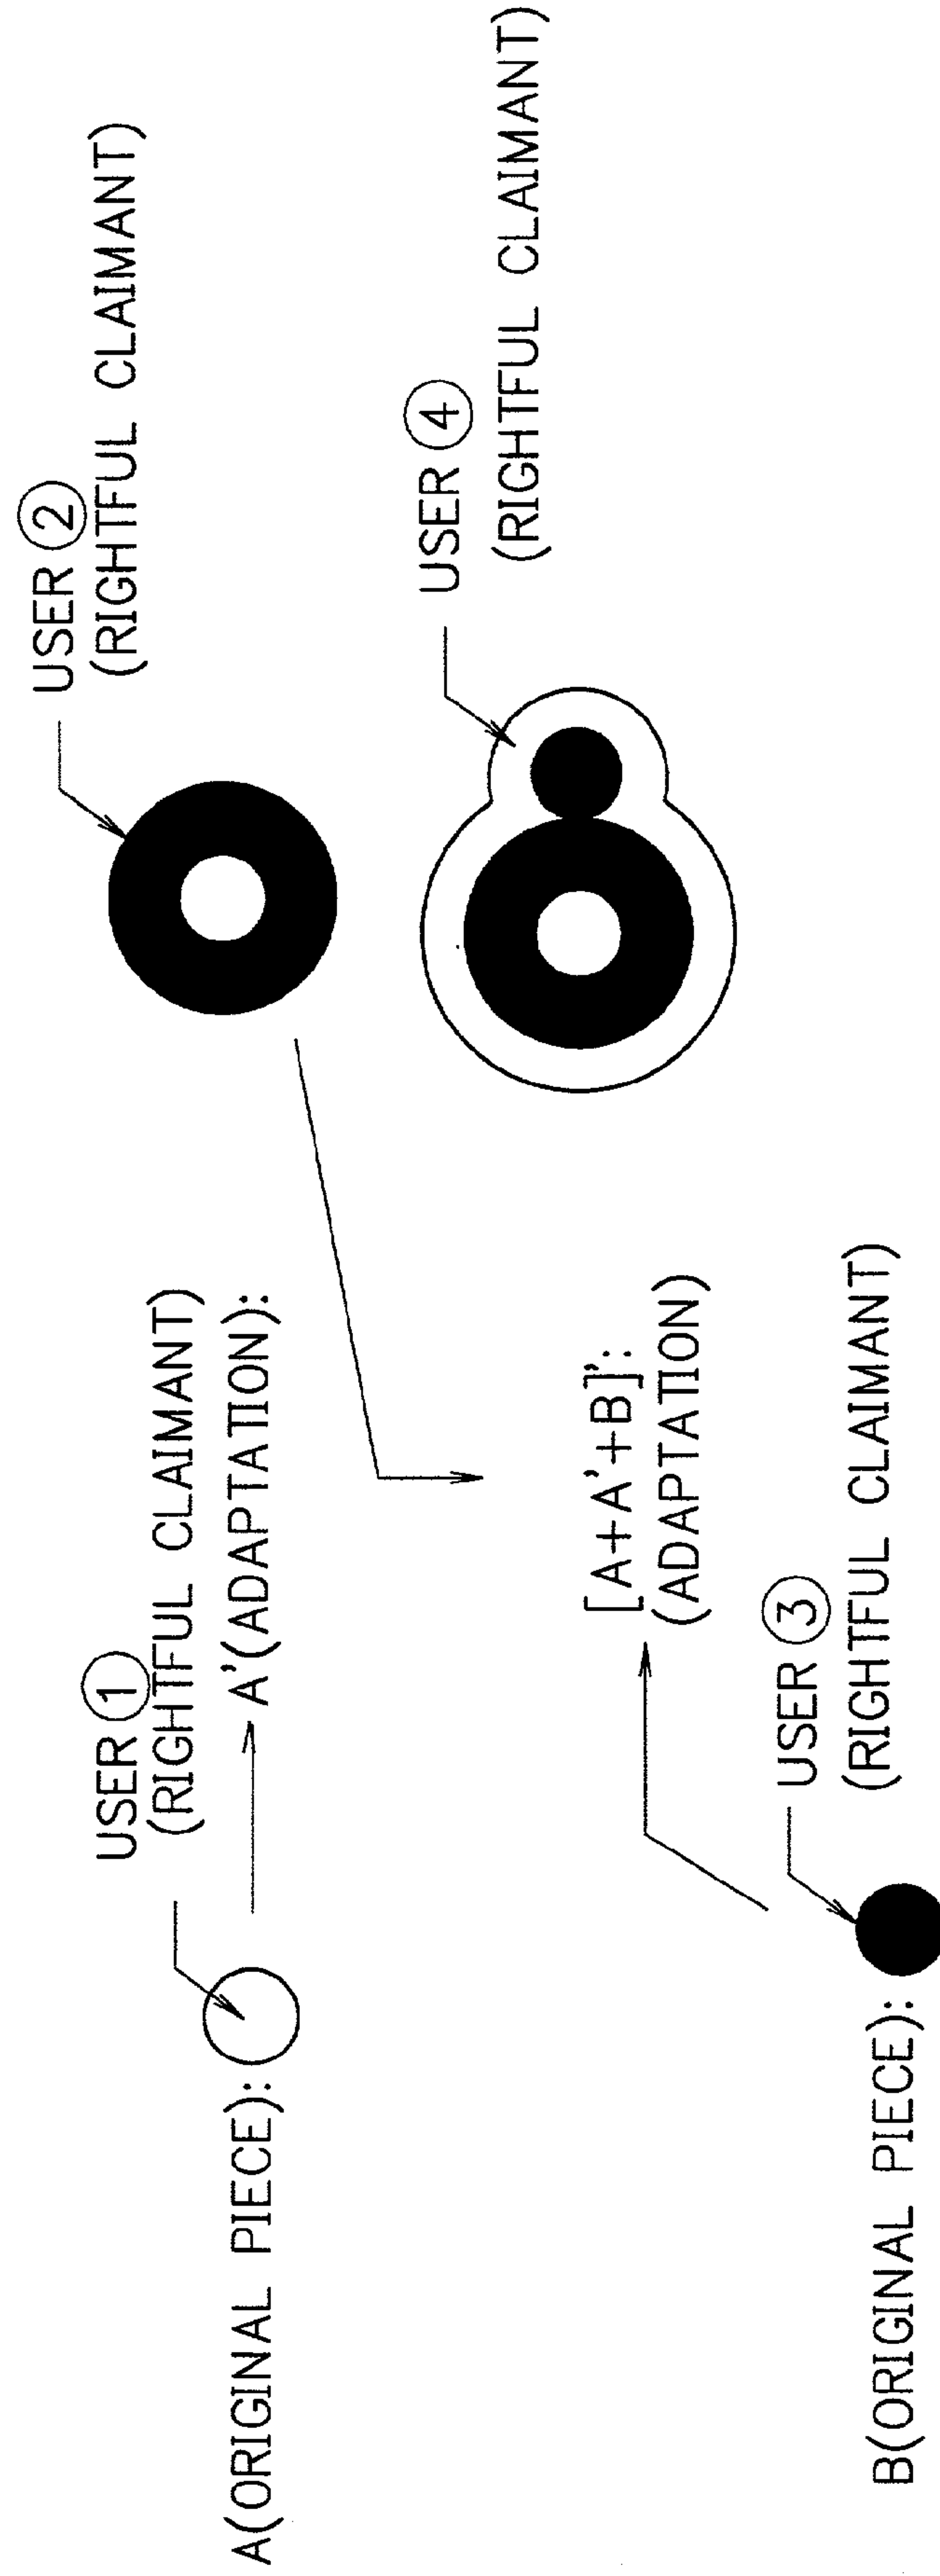 USER ①
(RIGHTFUL CLAIMANT)
A(ORIGINAL PIECE):
A'(ADAPTATION):
USER ②
(RIGHTFUL CLAIMANT)
[A+A'+B]':
(ADAPTATION)
USER ④
(RIGHTFUL CLAIMANT)
USER ③
(RIGHTFUL CLAIMANT)
B(ORIGINAL PIECE):